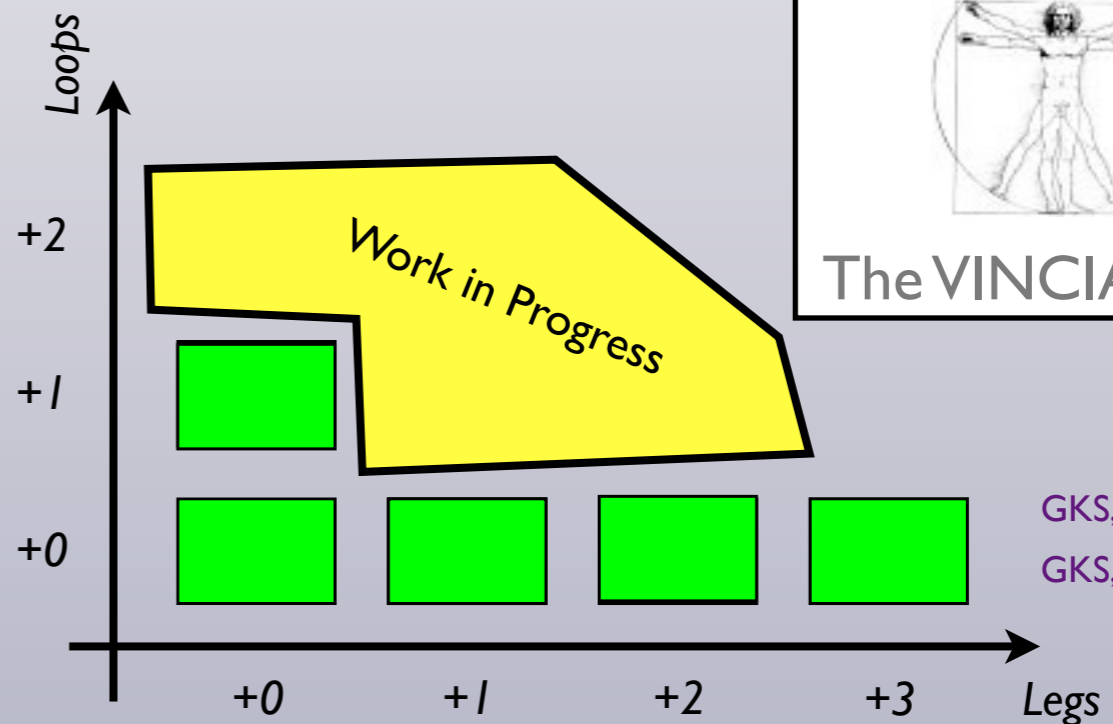 Loops
The VINCIA
+2
Work in Progress
+1
+0
GKS,
GKS,
+0 +1 +2 +3 Legs